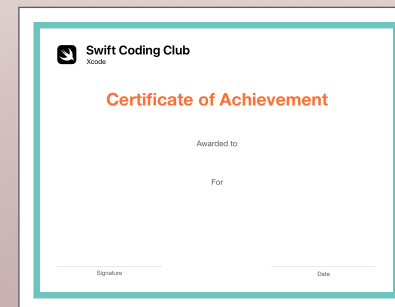 Swift Coding Club
Xcode
Certificate of Achievement
Awarded to
For
Signature
Date